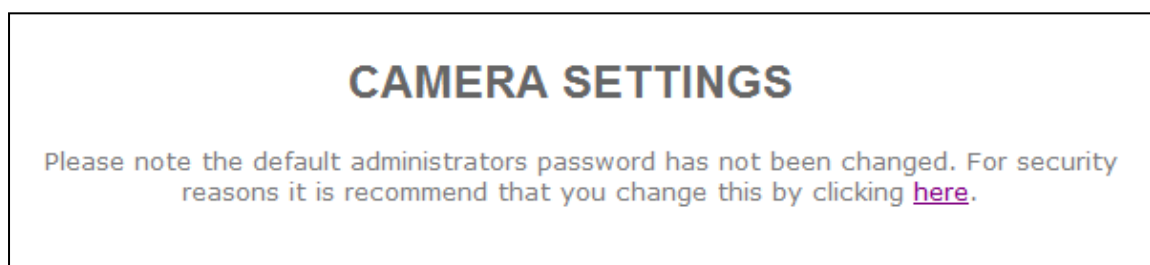 CAMERA SETTINGS
Please note the default administrators password has not been changed. For security
reasons it is recommend that you change this by clicking here.